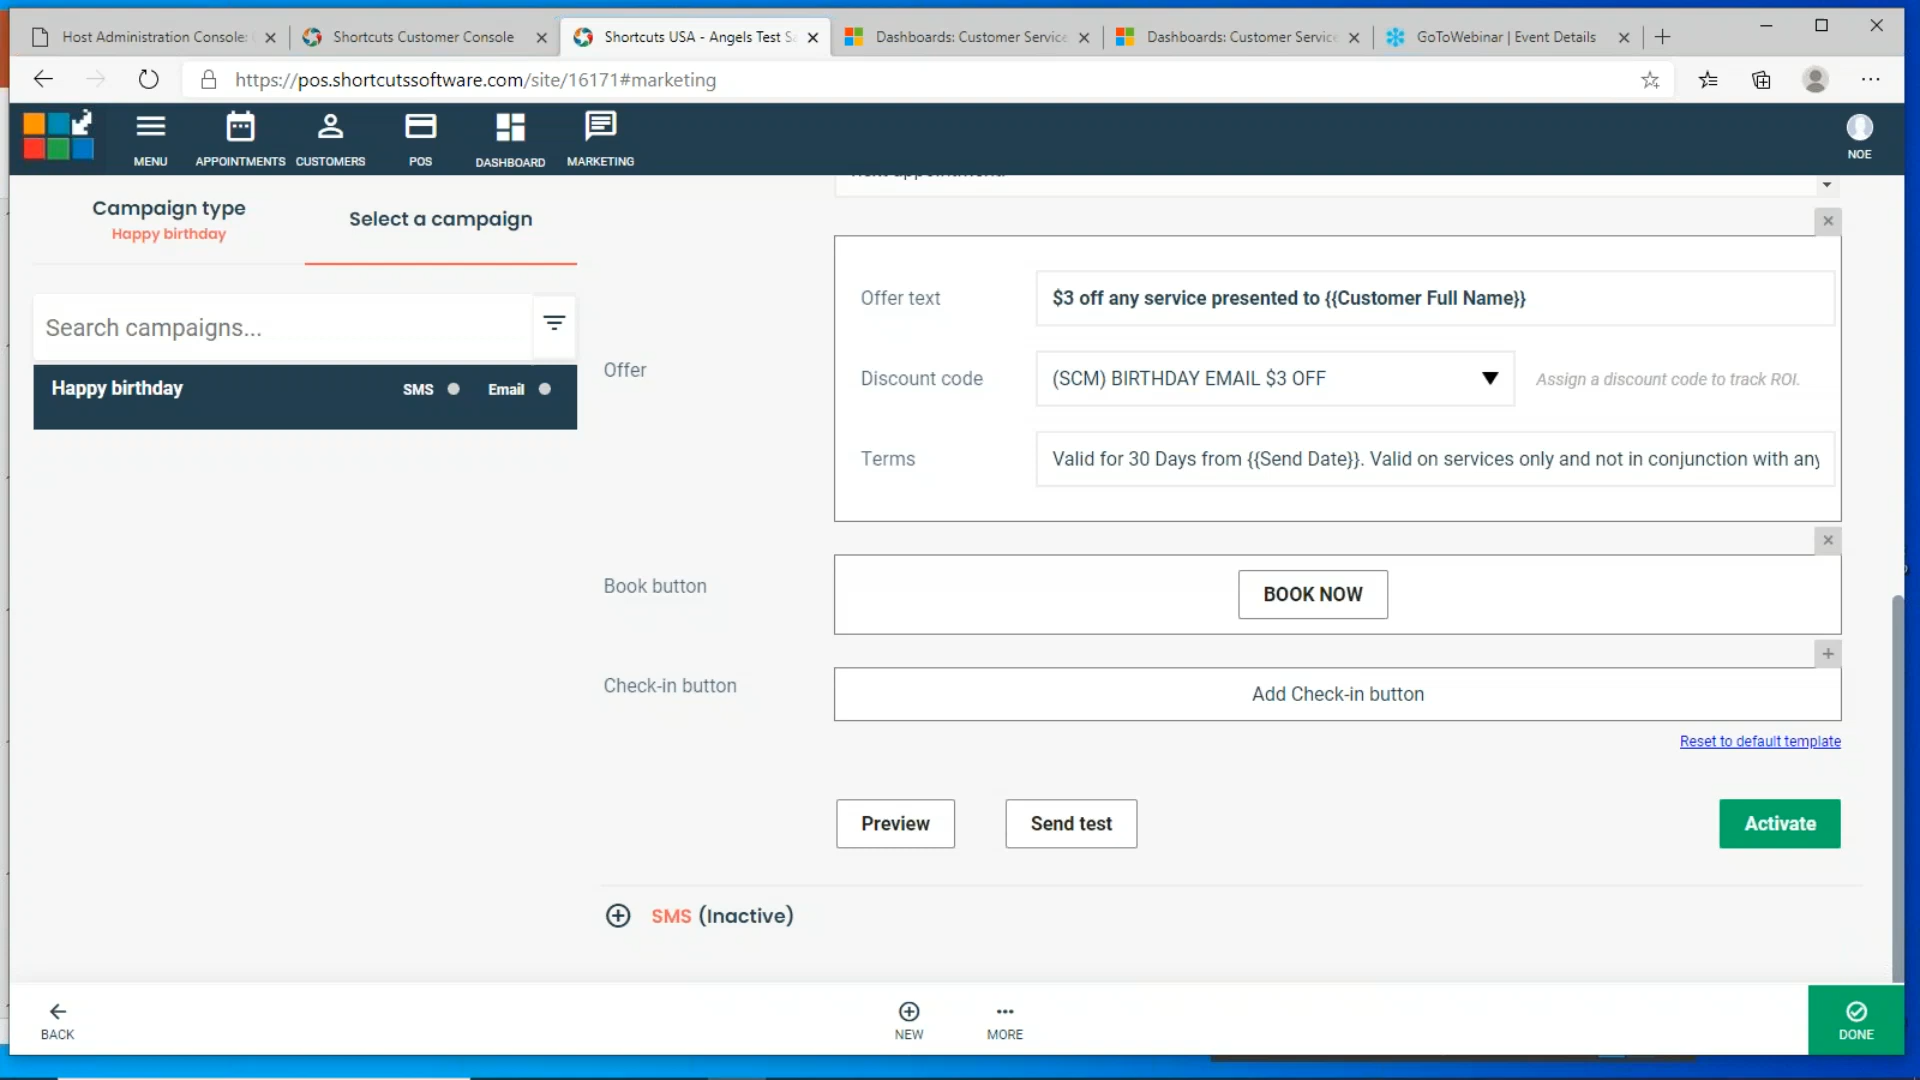 Host Administration Console:
Shortcuts Customer Console
Shortcuts USA - Angels Test S
Dashboards: Customer Service
Dashboards: Customer Servic
GoToWebinar | Event Details
https://pos.shortcutssoftware.com/site/16171#marketing
MENU
APPOINTMENTS
CUSTOMERS
POS
DASHBOARD
MARKETING
NOE
Campaign type
Happy birthday
Select a campaign
Search campaigns...
Happy birthday
SMS
Email
Offer
Offer text
$3 off any service presented to {{Customer Full Name}}
Discount code
(SCM) BIRTHDAY EMAIL $3 OFF
Assign a discount code to track ROI.
Terms
Valid for 30 Days from {{Send Date}}. Valid on services only and not in conjunction with any
Book button
BOOK NOW
Check-in button
Add Check-in button
Reset to default template
Preview
Send test
Activate
SMS (Inactive)
BACK
NEW
MORE
DONE